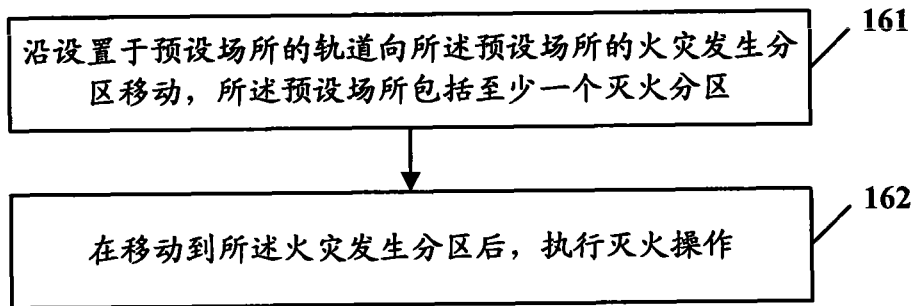 沿设置于预设场所的轨道向所述预设场所的火灾发生分
区移动，所述预设场所包括至少一个灭火分区
161
在移动到所述火灾发生分区后，执行灭火操作
162